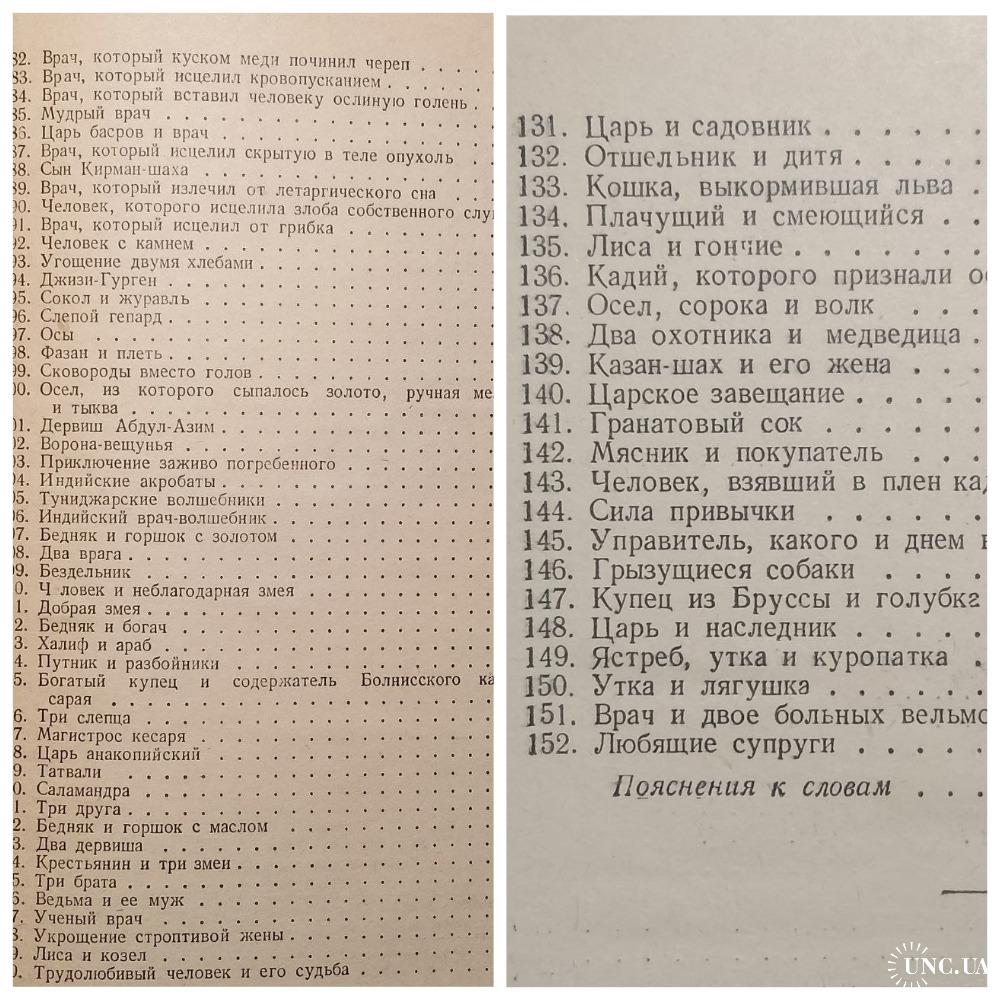 82. Врач, который куском меди починил череп . . . . .
83. Врач, который исцелил кровопусканием . . . . . .
84. Врач, который вставил человеку ослиную голень . .
85. Мудрый врач . . . . . . . . . . . . . . .
86. Царь басров и врач . . . . . . . . . . . .
87. Врач, который исцелил скрытую в теле опухоль . .
88. Сын Кирман-шаха . . . . . . . . . . . . .
89. Врач, который излечил от летаргического сна . . .
90. Человек, которого исцелила злоба собственного слу
91. Врач, который исцелил от грибка . . . . . . . .
92. Человек с камнем . . . . . . . . . . . . .
93. Угощение двумя хлебами . . . . . . . . . . .
94. Джизи-Гурген . . . . . . . . . . . . . . .
95. Сокол и журавль . . . . . . . . . . . . . .
96. Слепой гепард . . . . . . . . . . . . . . .
97. Осы . . . . . . . . . . . . . . . . . . .
98. Фазан и плеть . . . . . . . . . . . . . . .
99. Сковороды вместо голов . . . . . . . . . . .
00. Осел, из которого сыпалось золото, ручная ме
и тыква . . . . . . . . . . . . . . . . .
01. Дервиш Абдул-Азим . . . . . . . . . . . . .
02. Ворона-вещунья . . . . . . . . . . . . . .
03. Приключение заживо погребенного . . . . . . .
04. Индийские акробаты . . . . . . . . . . . .
05. Туниджарские волшебники . . . . . . . . . .
06. Индийский врач-волшебник . . . . . . . . . .
07. Бедняк и горшок с золотом . . . . . . . . . .
08. Два врага . . . . . . . . . . . . . . . .
09. Бездельник . . . . . . . . . . . . . . . .
0. Ч ловек и неблагодарная змея . . . . . . . . .
1. Добрая змея . . . . . . . . . . . . . . . .
2. Бедняк и богач . . . . . . . . . . . . . . .
3. Халиф и араб . . . . . . . . . . . . . . .
4. Путник и разбойники . . . . . . . . . . . .
5. Богатый купец и содержатель Болнисского ка
сарая . . . . . . . . . . . . . . . . . .
6. Три слепца . . . . . . . . . . . . . . . .
7. Магистрос кесаря . . . . . . . . . . . . . .
8. Царь анакопийский . . . . . . . . . . . . .
9. Татвали . . . . . . . . . . . . . . . . .
0. Саламандра . . . . . . . . . . . . . . . .
1. Три друга . . . . . . . . . . . . . . . . .
2. Бедняк и горшок с маслом . . . . . . . . . .
3. Два дервиша . . . . . . . . . . . . . . . .
4. Крестьянин и три змеи . . . . . . . . . . . .
5. Три брата . . . . . . . . . . . . . . . . .
6. Ведьма и ее муж . . . . . . . . . . . . . .
7. Ученый врач . . . . . . . . . . . . . . . .
8. Укрощение строптивой жены . . . . . . . . . .
9. Лиса и козел . . . . . . . . . . . . . . . .
0. Трудолюбивый человек и его судьба . . . . . . .
131. Царь и садовник . . . . . .
132. Отшельник и дитя . . . . .
133. Кошка, выкормившая льва .
134. Плачущий и смеющийся . .
135. Лиса и гончие . . . . . . .
136. Кадий, которого признали ос
137. Осел, сорока и волк . . .
138. Два охотника и медведица .
139. Казан-шах и его жена . . .
140. Царское завещание . . . . .
141. Гранатовый сок . . . . . .
142. Мясник и покупатель . . .
143. Человек, взявший в плен кад
144. Сила привычки . . . . . .
145. Управитель, какого и днем
146. Грызущиеся собаки . . . .
147. Купец из Бруссы и голубка
148. Царь и наследник . . . . .
149. Ястреб, утка и куропатка .
150. Утка и лягушка . . . . . .
151. Врач и двое больных вельмо
152. Любящие супруги . . . . .
Пояснения к словам . . .
UNC.UA